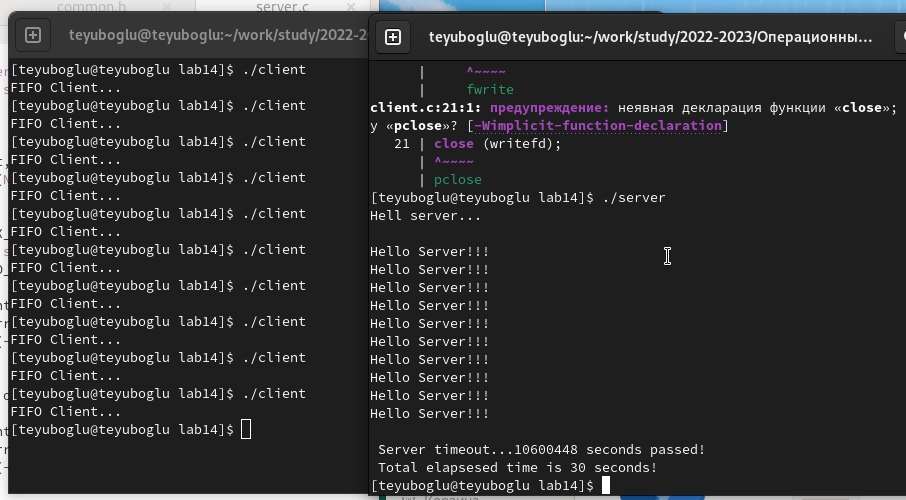 common.h
server.c
teyuboglu@teyuboglu:~/work/study/2022-2
[teyuboglu@teyuboglu lab14]$ ./client
FIFO Client...
[teyuboglu@teyuboglu lab14]$ ./client
FIFO Client...
[teyuboglu@teyuboglu lab14]$ ./client
FIFO Client...
[teyuboglu@teyuboglu lab14]$ ./client
FIFO Client...
[teyuboglu@teyuboglu lab14]$ ./client
FIFO Client...
[teyuboglu@teyuboglu lab14]$ ./client
FIFO Client...
[teyuboglu@teyuboglu lab14]$ ./client
FIFO Client...
[teyuboglu@teyuboglu lab14]$ ./client
FIFO Client...
[teyuboglu@teyuboglu lab14]$ ./client
FIFO Client...
[teyuboglu@teyuboglu lab14]$ ./client
FIFO Client...
[teyuboglu@teyuboglu lab14]$
teyuboglu@teyuboglu:~/work/study/2022-2023/Операционны...
| ^~~~~
| fwrite
client.c:21:1: предупреждение: неявная декларация функции «close»;
у «pclose»? [-Wimplicit-function-declaration]
21 | close (writefd);
| ^~~~~
| pclose
[teyuboglu@teyuboglu lab14]$ ./server
Hell server...
Hello Server!!!
Hello Server!!!
Hello Server!!!
Hello Server!!!
Hello Server!!!
Hello Server!!!
Hello Server!!!
Hello Server!!!
Hello Server!!!
Hello Server!!!
Server timeout...10600448 seconds passed!
Total elapsesed time is 30 seconds!
[teyuboglu@teyuboglu lab14]$